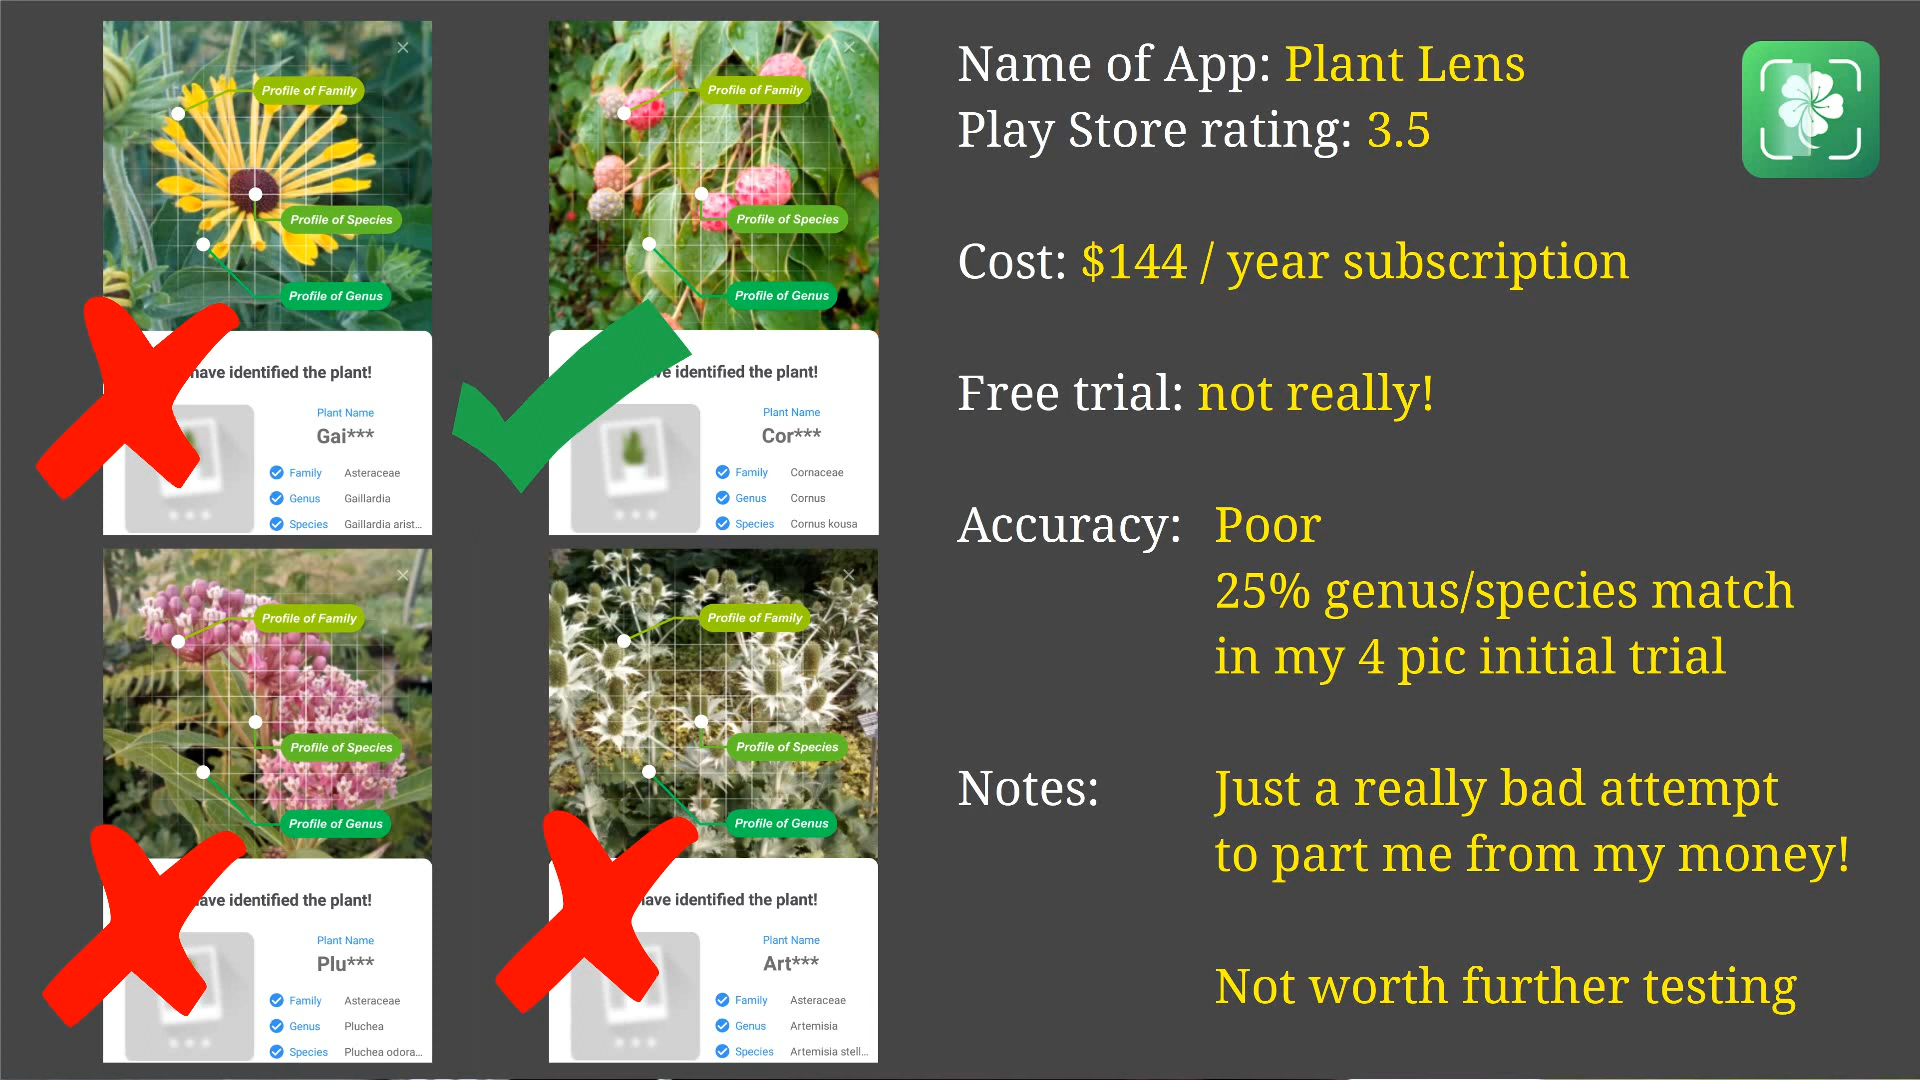 Profile of Family
Profile of Species
Profile of Genus
have identified the plant!
Plant Name
Gai***
Family Asteraceae
Genus Gaillardia
Species Gaillardia arist...
Profile of Family
Profile of Species
Profile of Genus
identified the plant!
Plant Name
Cor***
Family Cornaceae
Genus Cornus
Species Cornus kousa
Profile of Family
Profile of Species
Profile of Genus
identified the plant!
Plant Name
Plu***
Family Asteraceae
Genus Pluchea
Species Pluchea odora...
Profile of Family
Profile of Species
Profile of Genus
have identified the plant!
Plant Name
Art***
Family Asteraceae
Genus Artemisia
Species Artemisia stell...
Name of App: Plant Lens
Play Store rating: 3.5
Cost: $144 / year subscription
Free trial: not really!
Accuracy: Poor
25% genus/species match
in my 4 pic initial trial
Notes: Just a really bad attempt
to part me from my money!
Not worth further testing